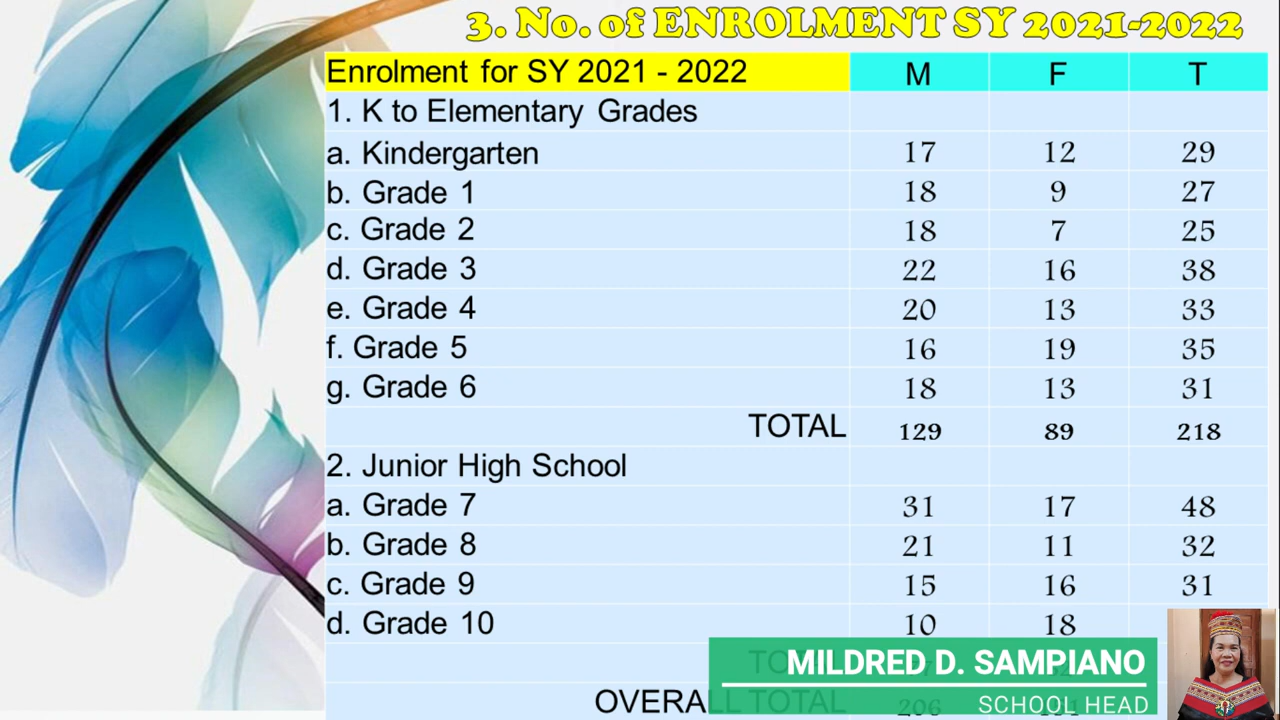 3. No. of ENROLMENT SY 2021-2022
Enrolment for SY 2021 - 2022 M F T
1. K to Elementary Grades
a. Kindergarten 17 12 29
b. Grade 1 18 9 27
c. Grade 2 18 7 25
d. Grade 3 22 16 38
e. Grade 4 20 13 33
f. Grade 5 16 19 35
g. Grade 6 18 13 31
TOTAL 129 89 218
2. Junior High School
a. Grade 7 31 17 48
b. Grade 8 21 11 32
c. Grade 9 15 16 31
d. Grade 10 10 18
TOTAL
MILDRED D. SAMPIANO
OVERALL TOTAL 206
SCHOOL HEAD